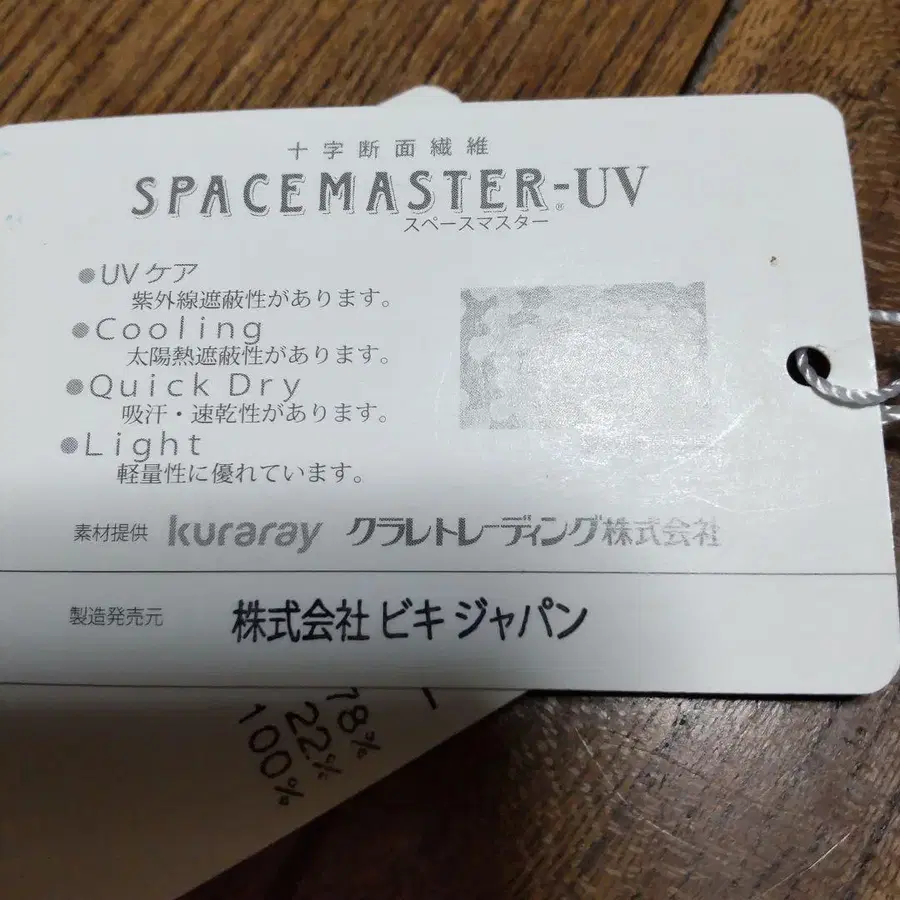 十字断面繊維
SPACEMASTER®-UV
スペースマスター
●UVケア
紫外線遮蔽性があります。
●Cooling
太陽熱遮蔽性があります。
●Quick Dry
吸汗・速乾性があります。
●Light
軽量性に優れています。
素材提供 kuraray クラレトレーディング株式会社
製造発売元 株式会社 ビキジャパン
78%
22%
100%